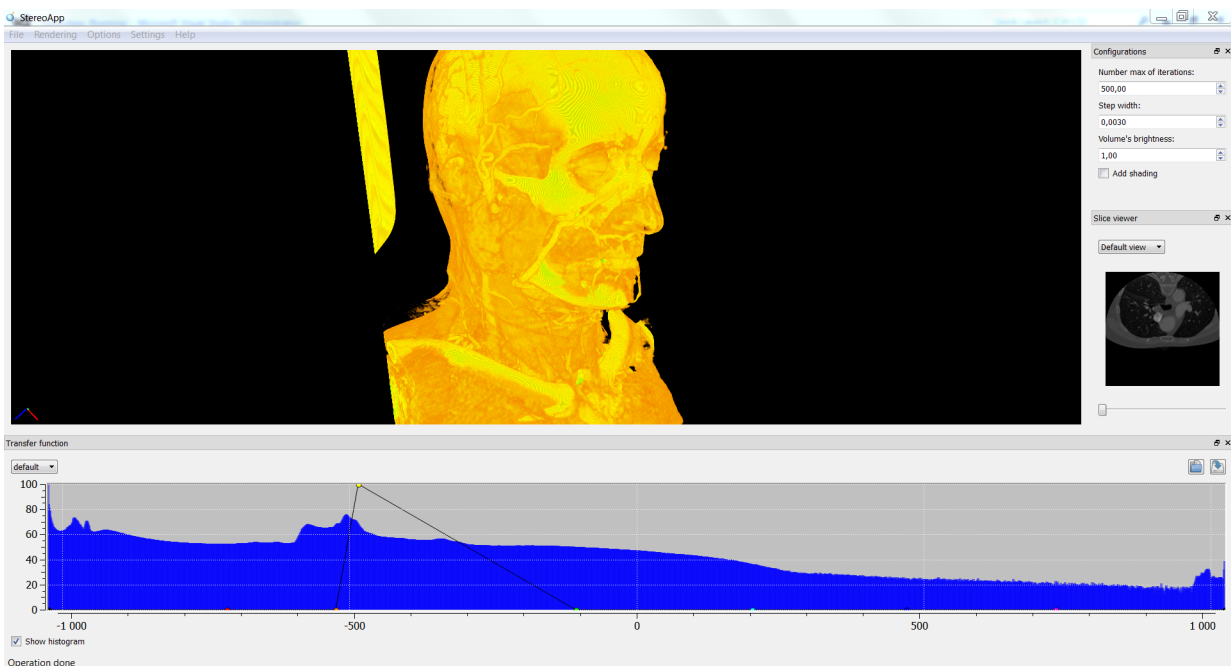 StereoApp
File Rendering Options Settings Help
Configurations
Number max of iterations:
500,00
Step width:
0,0030
Volume's brightness:
1,00
Add shading
Slice viewer
Default view
Transfer function
default
100
80
60
40
20
0
-1 000 -500 0 500 1 000
Show histogram
Operation done